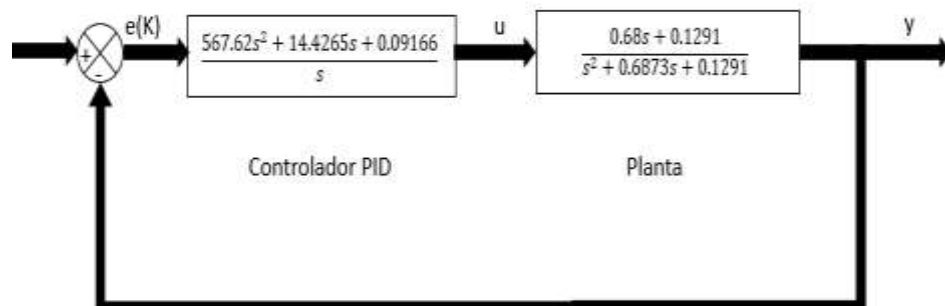 e(K)
567.62s² + 14.4265s + 0.09166
s
u
0.68s + 0.1291
s² + 0.6873s + 0.1291
y
+
-
Controlador PID
Planta